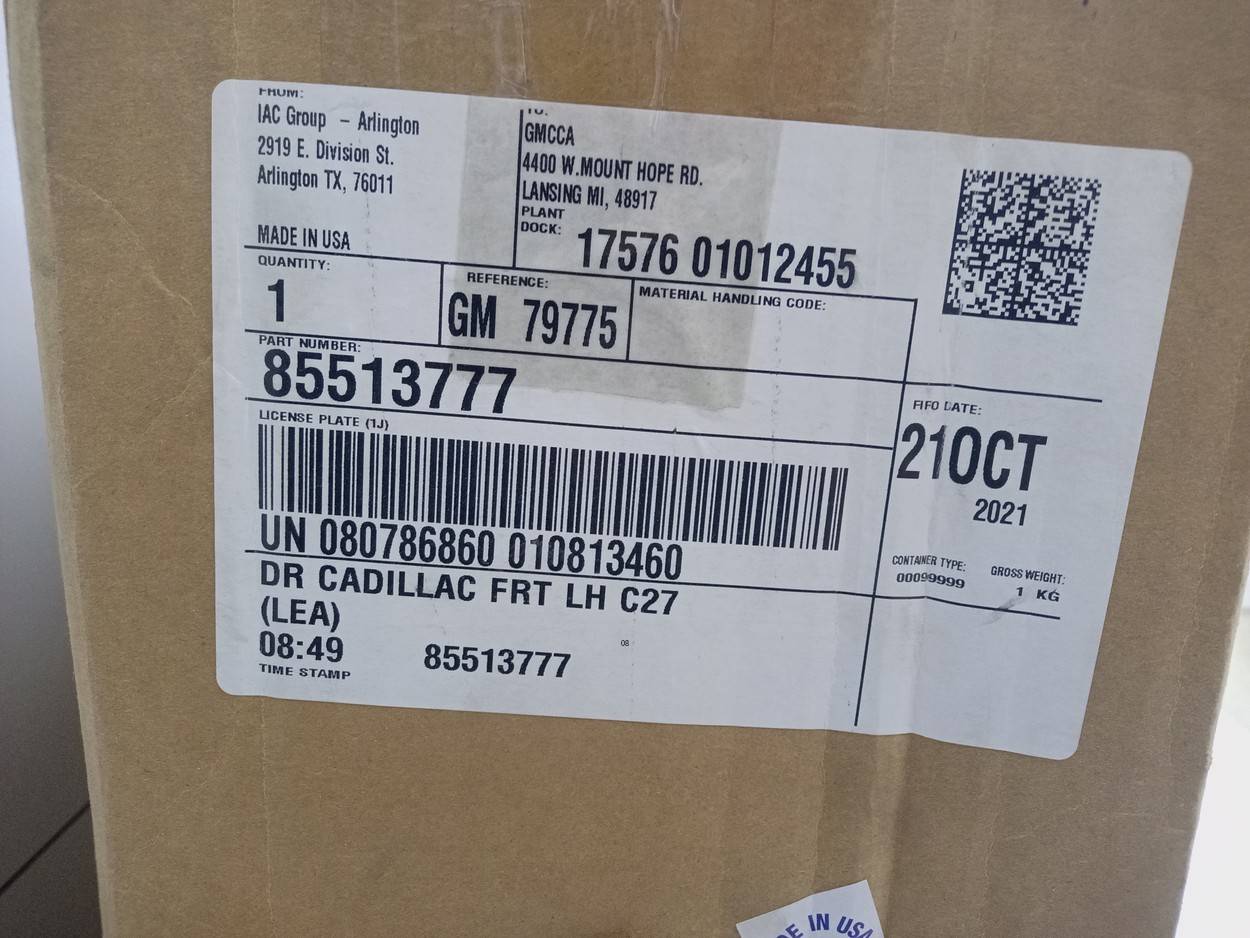 FROM:
IAC Group - Arlington
2919 E. Division St.
Arlington TX, 76011
MADE IN USA
TO:
GMCCA
4400 W.MOUNT HOPE RD.
LANSING MI, 48917
PLANT
DOCK:
17576 01012455
QUANTITY:
1
REFERENCE:
GM 79775
MATERIAL HANDLING CODE:
PART NUMBER:
85513777
LICENSE PLATE (1J)
UN 080786860 010813460
FIFO DATE:
21OCT
2021
CONTAINER TYPE:
00099999
GROSS WEIGHT:
1 KG
DR CADILLAC FRT LH C27
(LEA)
08:49
TIME STAMP
85513777
08
IN USA